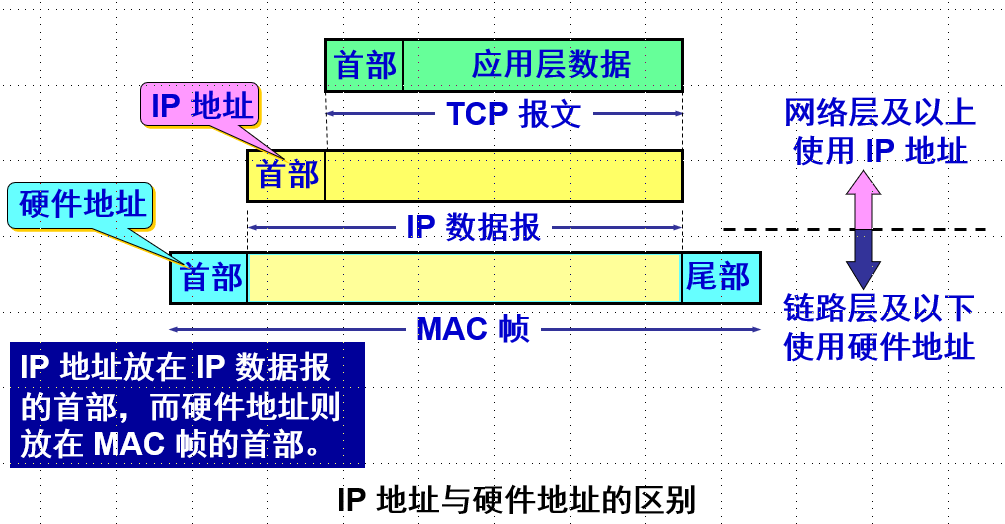 首部
应用层数据
IP 地址
TCP 报文
网络层及以上
使用 IP 地址
首部
硬件地址
IP 数据报
首部
尾部
链路层及以下
使用硬件地址
MAC 帧
IP 地址放在 IP 数据报
的首部，而硬件地址则
放在 MAC 帧的首部。
IP 地址与硬件地址的区别